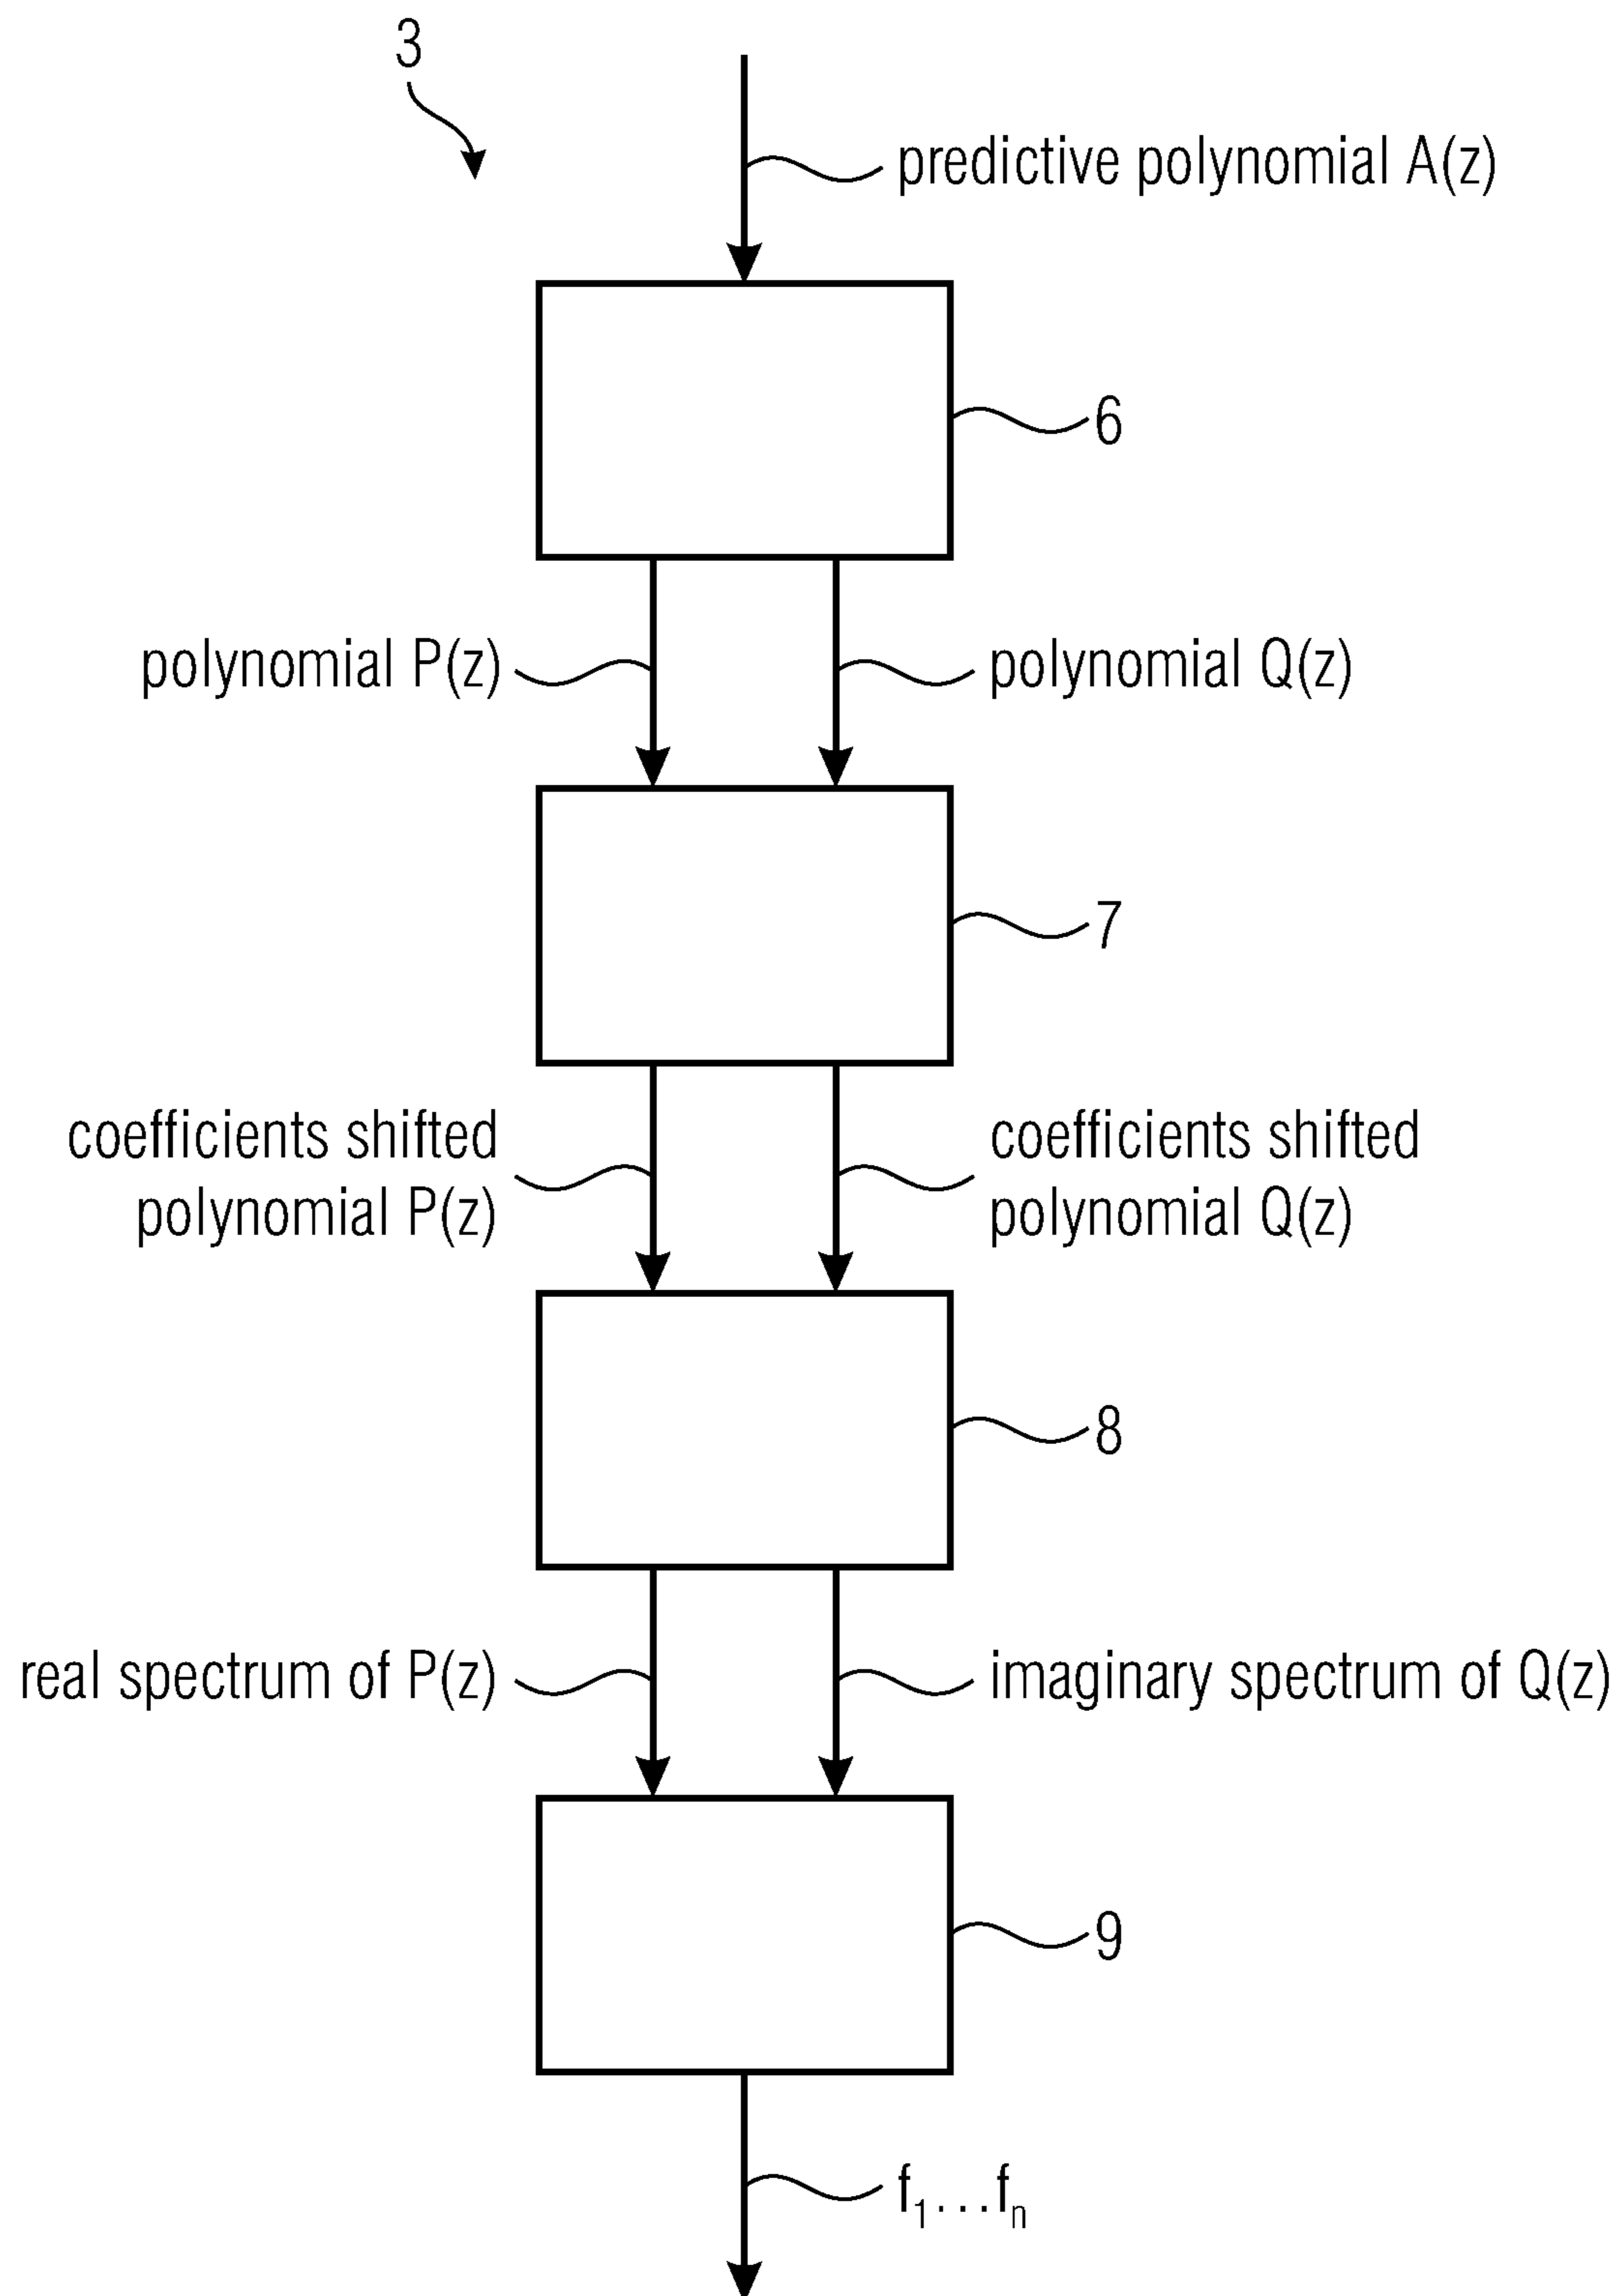 3
predictive polynomial A(z)
6
polynomial P(z)
polynomial Q(z)
7
coefficients shifted
polynomial P(z)
coefficients shifted
polynomial Q(z)
8
real spectrum of P(z)
imaginary spectrum of Q(z)
9
f₁...fₙ